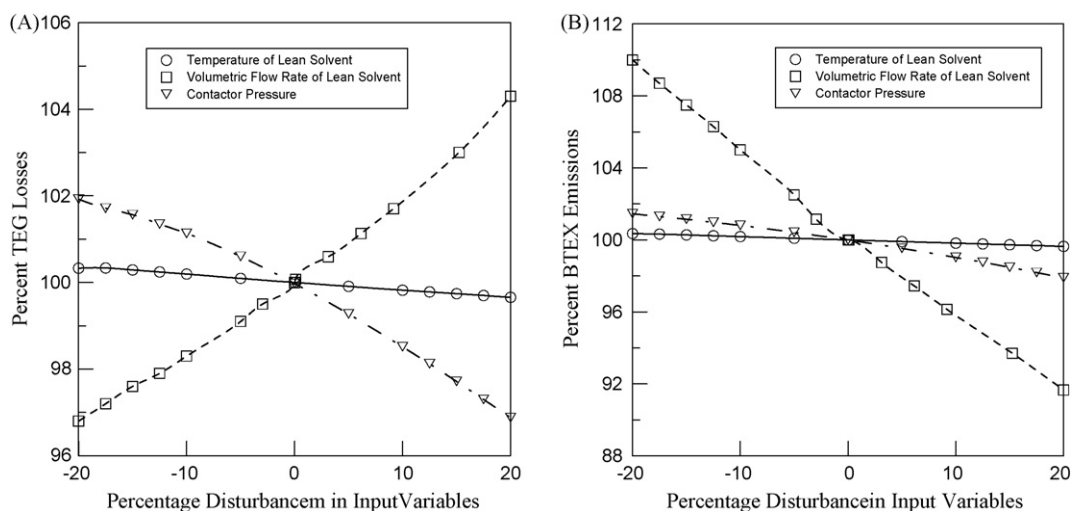 (A)
106
104
102
100
98
96
Percent TEG Losses
Temperature of Lean Solvent
Volumetric Flow Rate of Lean Solvent
Contactor Pressure
-20 -10 0 10 20
Percentage Disturbancem in InputVariables
(B)
112
108
104
100
96
92
88
Percent BTEX Emissions
Temperature of Lean Solvent
Volumetric Flow Rate of Lean Solvent
Contactor Pressure
-20 -10 0 10 20
Percentage Disturbancein Input Variables